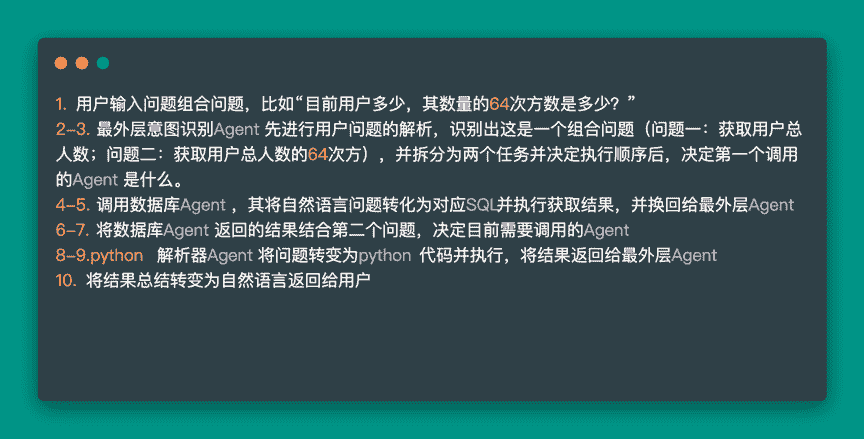 1. 用户输入问题组合问题，比如“目前用户多少，其数量的64次方数是多少？”
2-3. 最外层意图识别Agent 先进行用户问题的解析，识别出这是一个组合问题（问题一：获取用户总
人数；问题二：获取用户总人数的64次方），并拆分为两个任务并决定执行顺序后，决定第一个调用
的Agent 是什么。
4-5. 调用数据库Agent ，其将自然语言问题转化为对应SQL并执行获取结果，并换回给最外层Agent
6-7. 将数据库Agent 返回的结果结合第二个问题，决定目前需要调用的Agent
8-9.python 解析器Agent 将问题转变为python 代码并执行，将结果返回给最外层Agent
10. 将结果总结转变为自然语言返回给用户